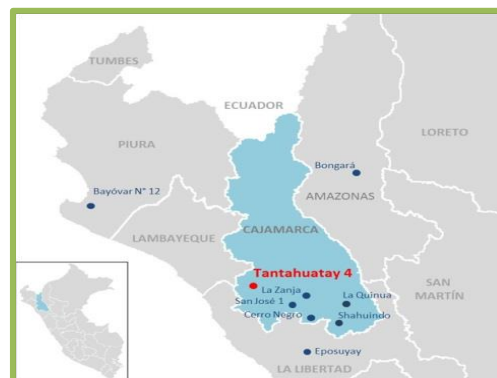 TUMBES
ECUADOR
LORETO
PIURA
Bongará
AMAZONAS
Bayóvar N° 12
LAMBAYEQUE
CAJAMARCA
Tantahuatay 4
SAN
MARTÍN
La Zanja
San José 1
La Quinua
Cerro Negro
Shahuindo
Eposuyay
LA LIBERTAD